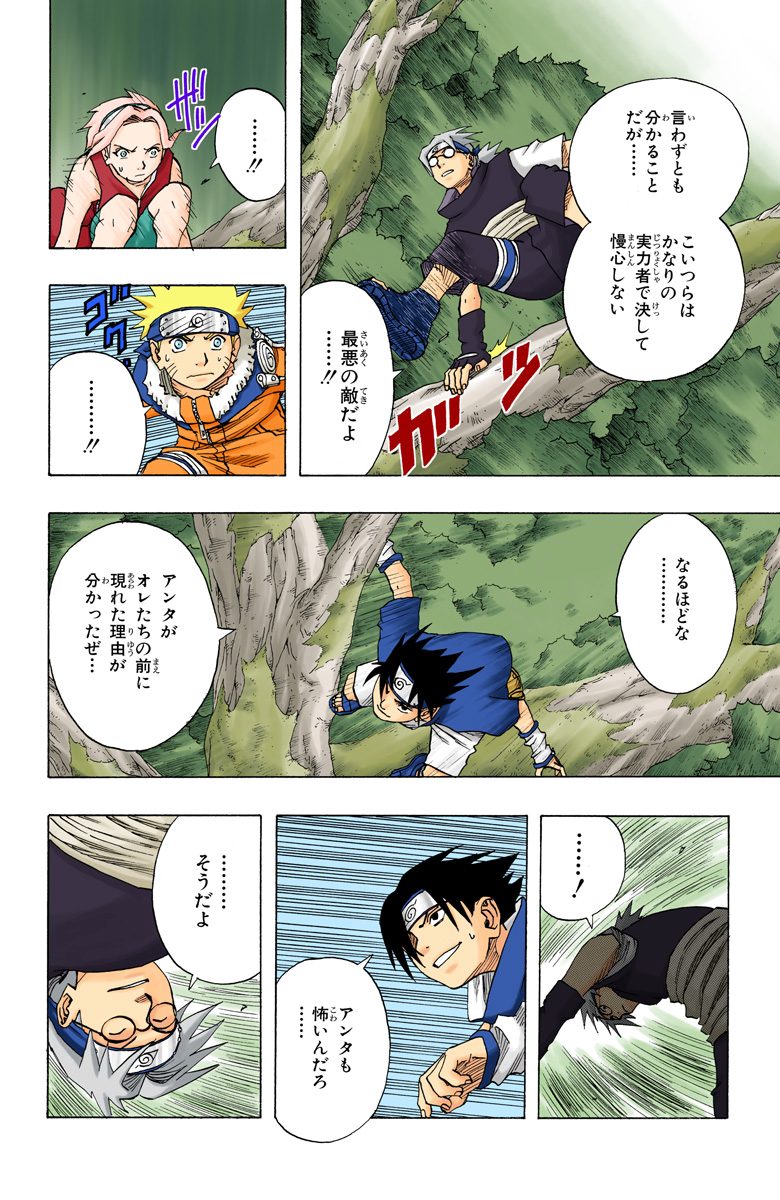 言わずとも
分かること
だが………
こいつらは
かなりの
実力者で決して
慢心しない
最悪の敵だよ
……!!
ガッ
………!!
ザッ
………!!
ゴクッ
なるほどな
…………
アンタが
オレたちの前に
現れた理由が
分かったぜ…
………!
アンタも
怖いんだろ
……
…………
そうだよ